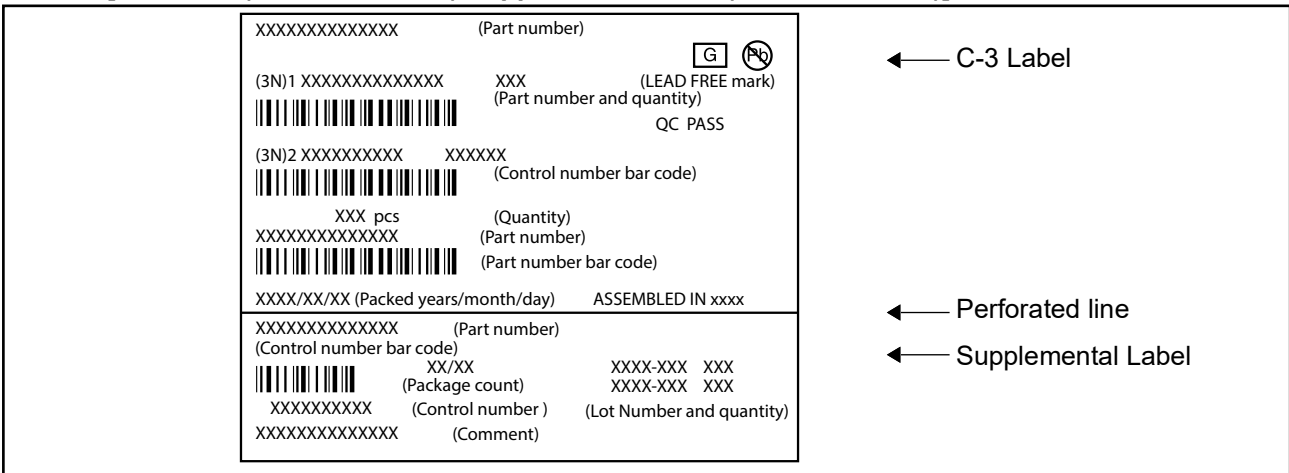 XXXXXXXXXXXXXX (Part number)
G Pb
C-3 Label
(3N)1 XXXXXXXXXXXXXX XXX (LEAD FREE mark)
(Part number and quantity)
QC PASS
(3N)2 XXXXXXXXXX XXXXXX
(Control number bar code)
XXX pcs (Quantity)
XXXXXXXXXXXXXX (Part number)
(Part number bar code)
XXXX/XX/XX (Packed years/month/day) ASSEMBLED IN xxxx
Perforated line
XXXXXXXXXXXXXX (Part number)
(Control number bar code)
Supplemental Label
XX/XX XXXX-XXX XXX
(Package count) XXXX-XXX XXX
XXXXXXXXXX (Control number ) (Lot Number and quantity)
XXXXXXXXXXXXXX (Comment)